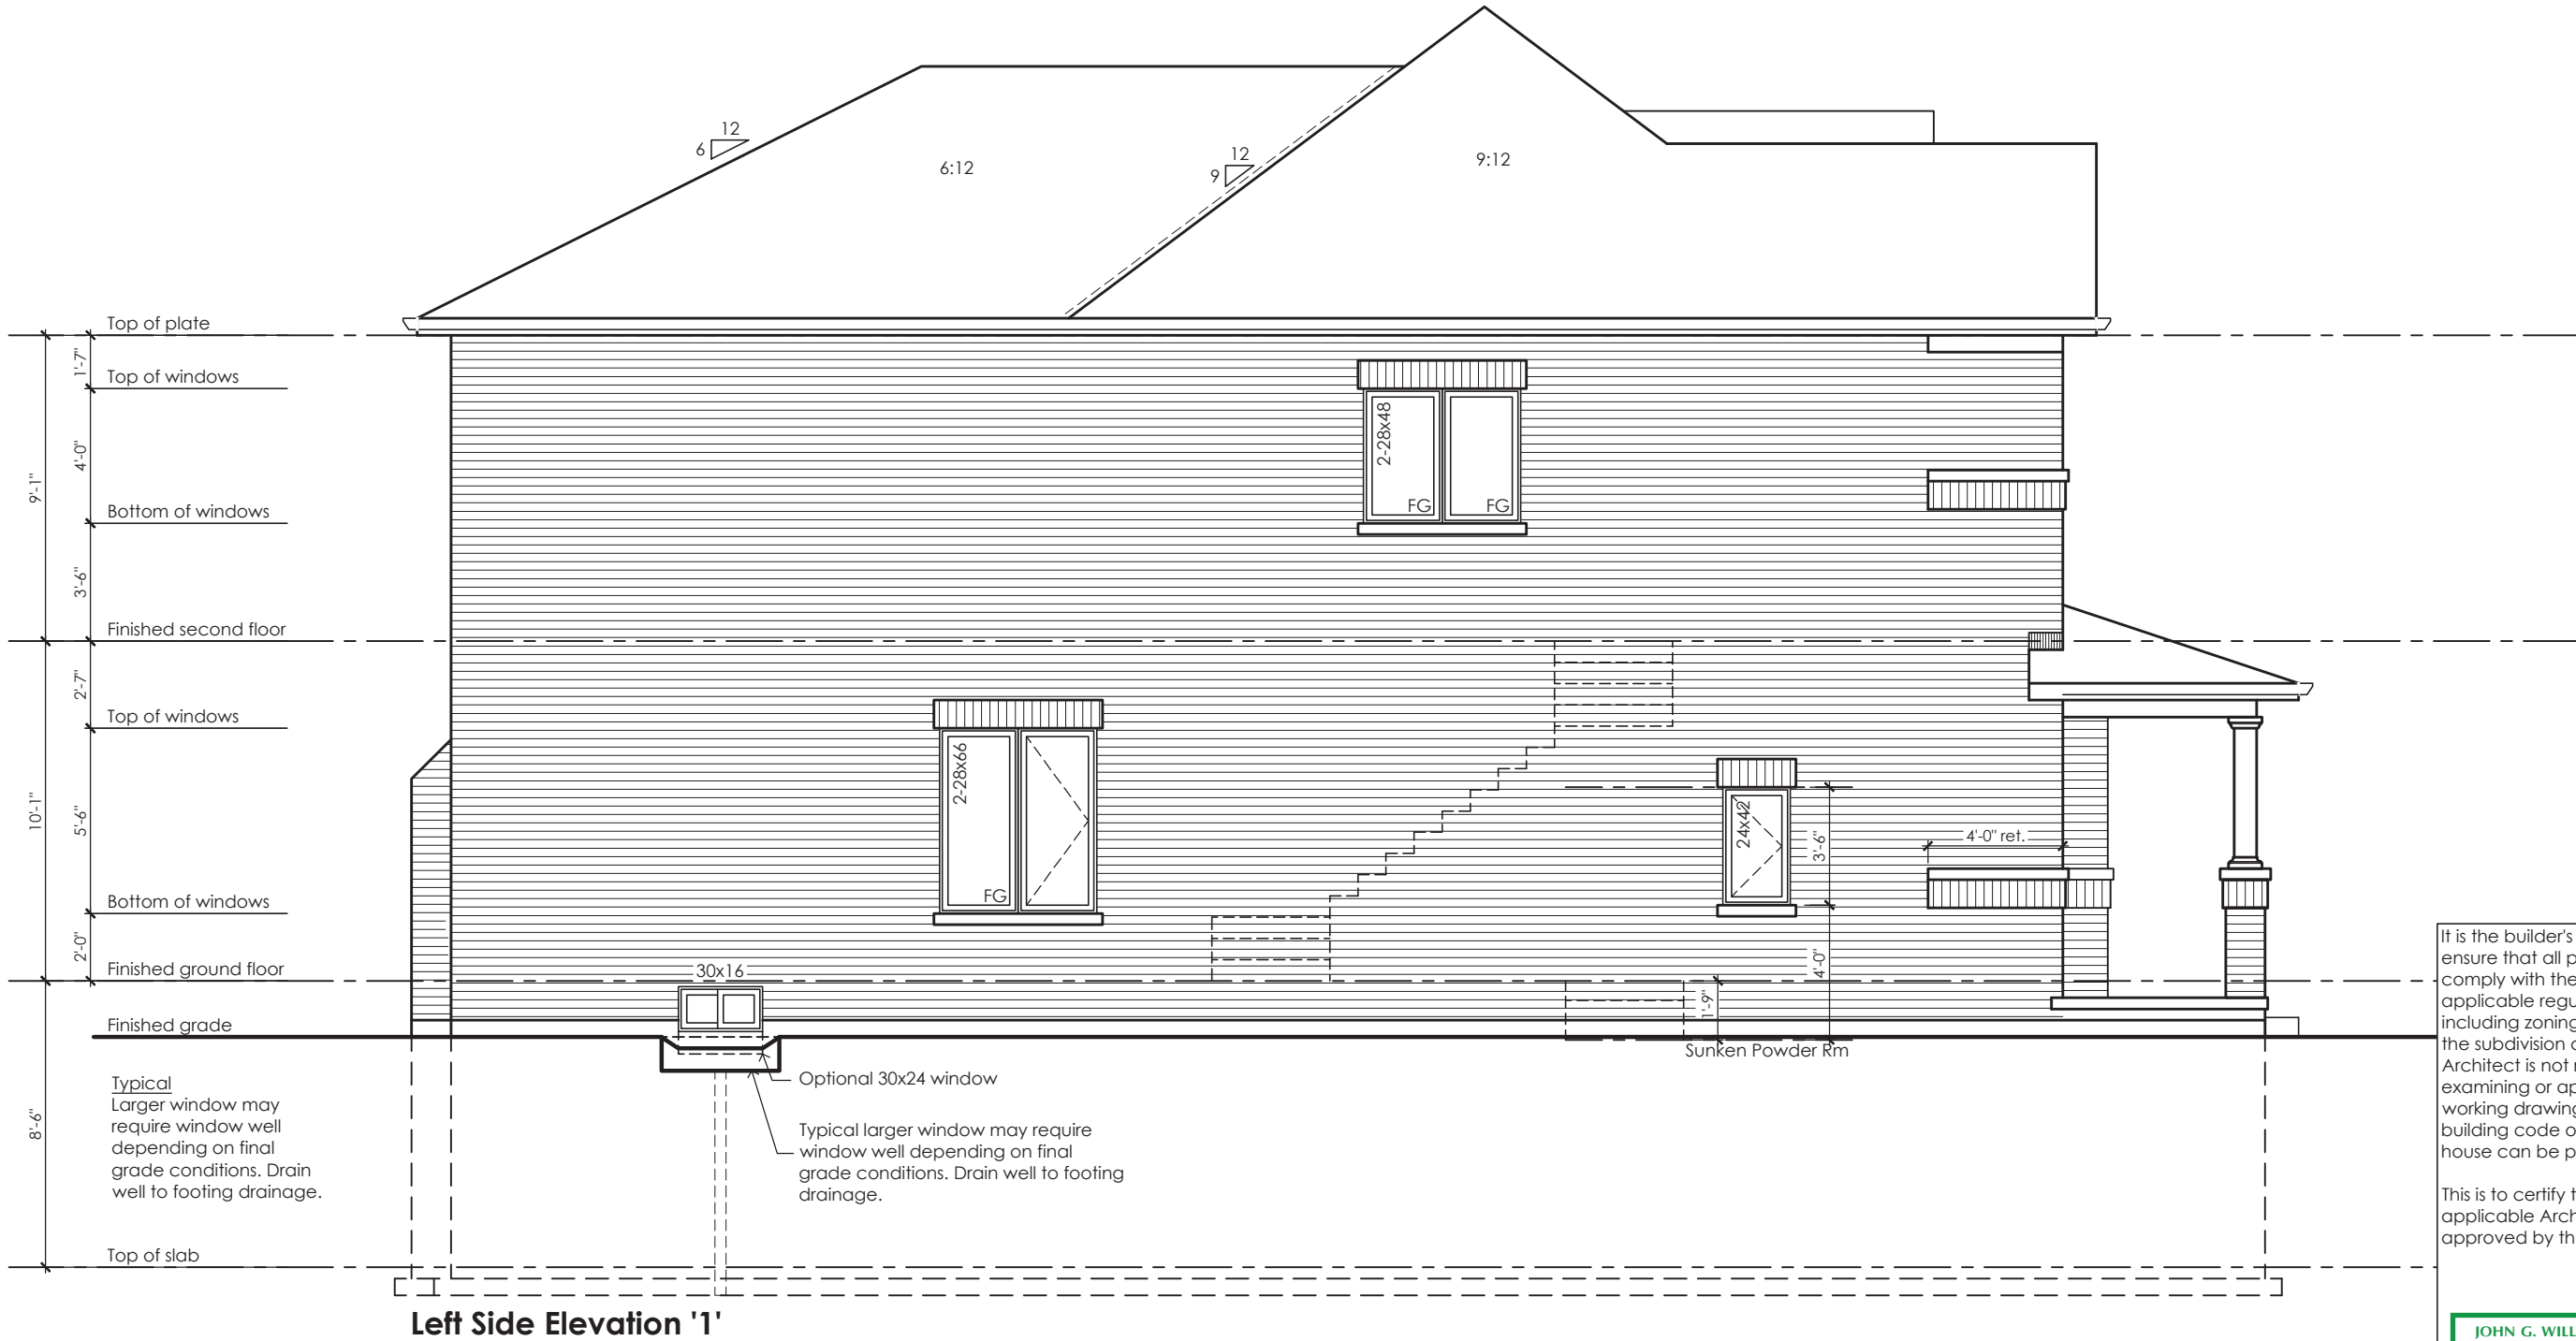 12
6
6:12
12
9
9:12
Top of plate
1'-7"
Top of windows
4'-0"
9'-1"
Bottom of windows
3'-6"
Finished second floor
2'-7"
Top of windows
10'-1"
5'-6"
Bottom of windows
2'-0"
Finished ground floor
Finished grade
8'-6"
Top of slab
2-28x48
FG
FG
2-28x66
FG
24x42
3'-6"
4'-0" ret.
4'-0"
1'-9"
30x16
Sunken Powder Rm
Typical
Larger window may
require window well
depending on final
grade conditions. Drain
well to footing drainage.
Optional 30x24 window
Typical larger window may require
window well depending on final
grade conditions. Drain well to footing
drainage.
It is the builder's
ensure that all p
comply with the
applicable regu
including zoning
the subdivision
Architect is not
examining or ap
working drawing
building code o
house can be p
This is to certify t
applicable Arch
approved by th
JOHN G. WILL
Left Side Elevation '1'